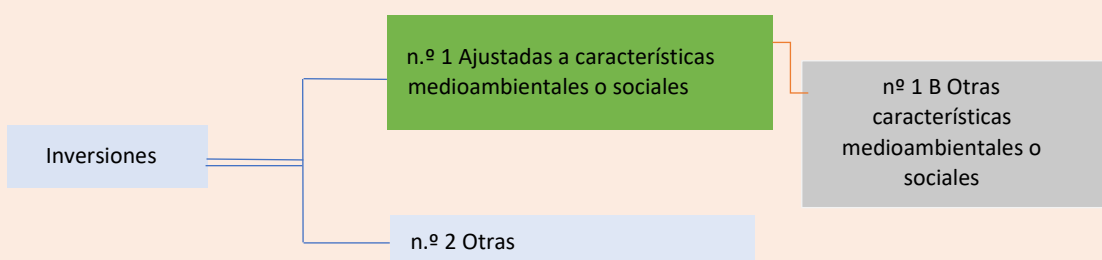 Inversiones
n.º 1 Ajustadas a características
medioambientales o sociales
nº 1 B Otras
características
medioambientales o
sociales
n.º 2 Otras